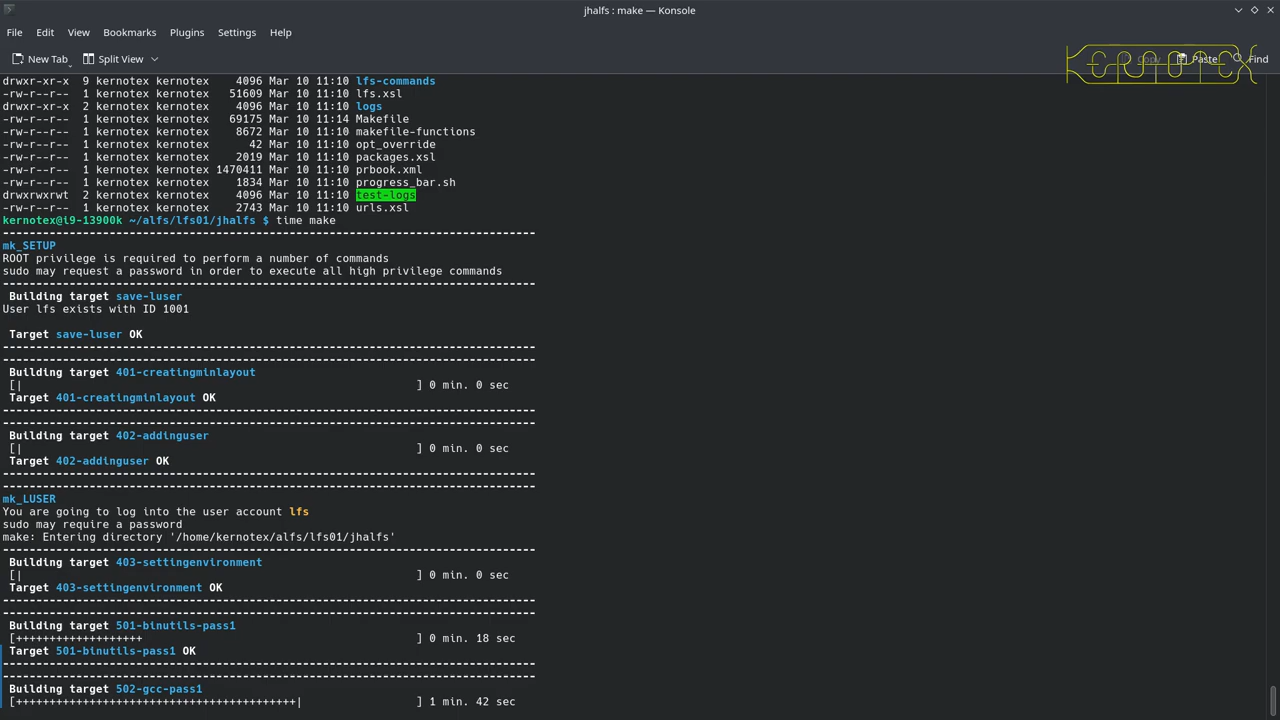 jhalfs : make — Konsole
File Edit View Bookmarks Plugins Settings Help
New Tab Split View Copy Paste Find
KERNOTEX
drwxr-xr-x 9 kernotex kernotex 4096 Mar 10 11:10 lfs-commands
-rw-r--r-- 1 kernotex kernotex 51609 Mar 10 11:10 lfs.xsl
drwxr-xr-x 2 kernotex kernotex 4096 Mar 10 11:10 logs
-rw-r--r-- 1 kernotex kernotex 69175 Mar 10 11:14 Makefile
-rw-r--r-- 1 kernotex kernotex 8672 Mar 10 11:10 makefile-functions
-rw-r--r-- 1 kernotex kernotex 42 Mar 10 11:10 opt_override
-rw-r--r-- 1 kernotex kernotex 2019 Mar 10 11:10 packages.xsl
-rw-r--r-- 1 kernotex kernotex 1470411 Mar 10 11:10 prbook.xml
-rw-r--r-- 1 kernotex kernotex 1834 Mar 10 11:10 progress_bar.sh
drwxrwxrwt 2 kernotex kernotex 4096 Mar 10 11:10 test-logs
-rw-r--r-- 1 kernotex kernotex 2743 Mar 10 11:10 urls.xsl
kernotex@i9-13900k ~/alfs/lfs01/jhalfs $ time make
--------------------------------------------------------------------------------
mk_SETUP
ROOT privilege is required to perform a number of commands
sudo may request a password in order to execute all high privilege commands
--------------------------------------------------------------------------------
Building target save-luser
User lfs exists with ID 1001
Target save-luser OK
--------------------------------------------------------------------------------
--------------------------------------------------------------------------------
Building target 401-creatingminlayout
[| ] 0 min. 0 sec
Target 401-creatingminlayout OK
--------------------------------------------------------------------------------
--------------------------------------------------------------------------------
Building target 402-addinguser
[| ] 0 min. 0 sec
Target 402-addinguser OK
--------------------------------------------------------------------------------
--------------------------------------------------------------------------------
mk_LUSER
You are going to log into the user account lfs
sudo may require a password
make: Entering directory '/home/kernotex/alfs/lfs01/jhalfs'
--------------------------------------------------------------------------------
Building target 403-settingenvironment
[| ] 0 min. 0 sec
Target 403-settingenvironment OK
--------------------------------------------------------------------------------
--------------------------------------------------------------------------------
Building target 501-binutils-pass1
[+++++++++++++++++++ ] 0 min. 18 sec
Target 501-binutils-pass1 OK
--------------------------------------------------------------------------------
--------------------------------------------------------------------------------
Building target 502-gcc-pass1
[++++++++++++++++++++++++++++++++++++++++++| ] 1 min. 42 sec